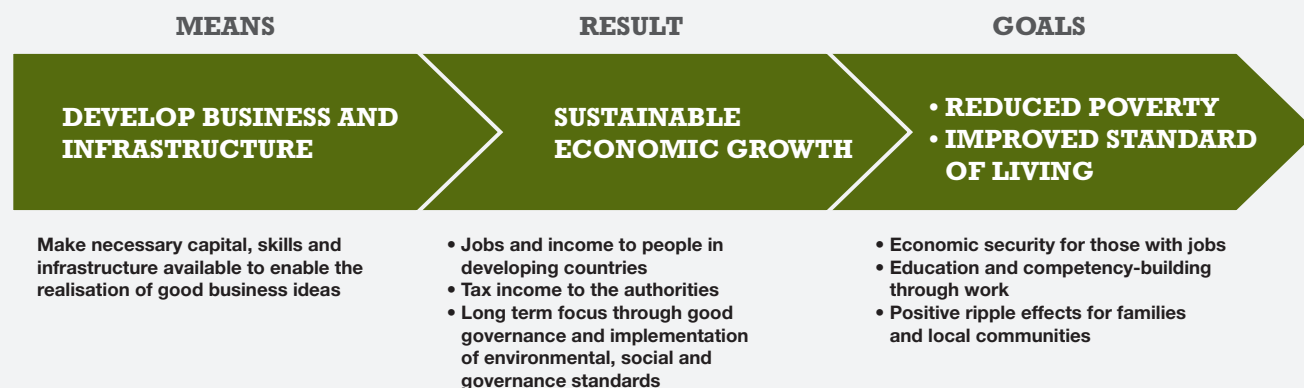 MEANS
RESULT
GOALS
DEVELOP BUSINESS AND
INFRASTRUCTURE
SUSTAINABLE
ECONOMIC GROWTH
• REDUCED POVERTY
• IMPROVED STANDARD
OF LIVING
Make necessary capital, skills and
infrastructure available to enable the
realisation of good business ideas
• Jobs and income to people in
developing countries
• Tax income to the authorities
• Long term focus through good
governance and implementation
of environmental, social and
governance standards
• Economic security for those with jobs
• Education and competency-building
through work
• Positive ripple effects for families
and local communities